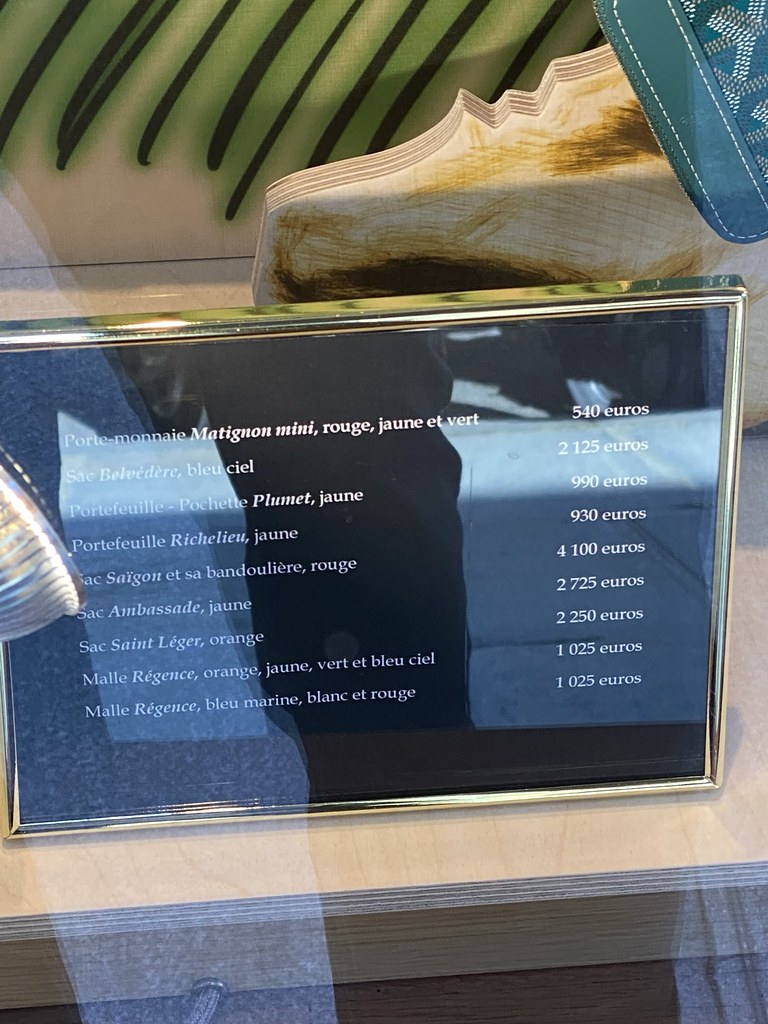 Porte-monnaie Matignon mini, rouge, jaune et vert 540 euros
Sac Belvédère, bleu ciel 2 125 euros
Portefeuille - Pochette Plumet, jaune 990 euros
Portefeuille Richelieu, jaune 930 euros
Sac Saïgon et sa bandoulière, rouge 4 100 euros
Sac Ambassade, jaune 2 725 euros
Sac Saint Léger, orange 2 250 euros
Malle Régence, orange, jaune, vert et bleu ciel 1 025 euros
Malle Régence, bleu marine, blanc et rouge 1 025 euros